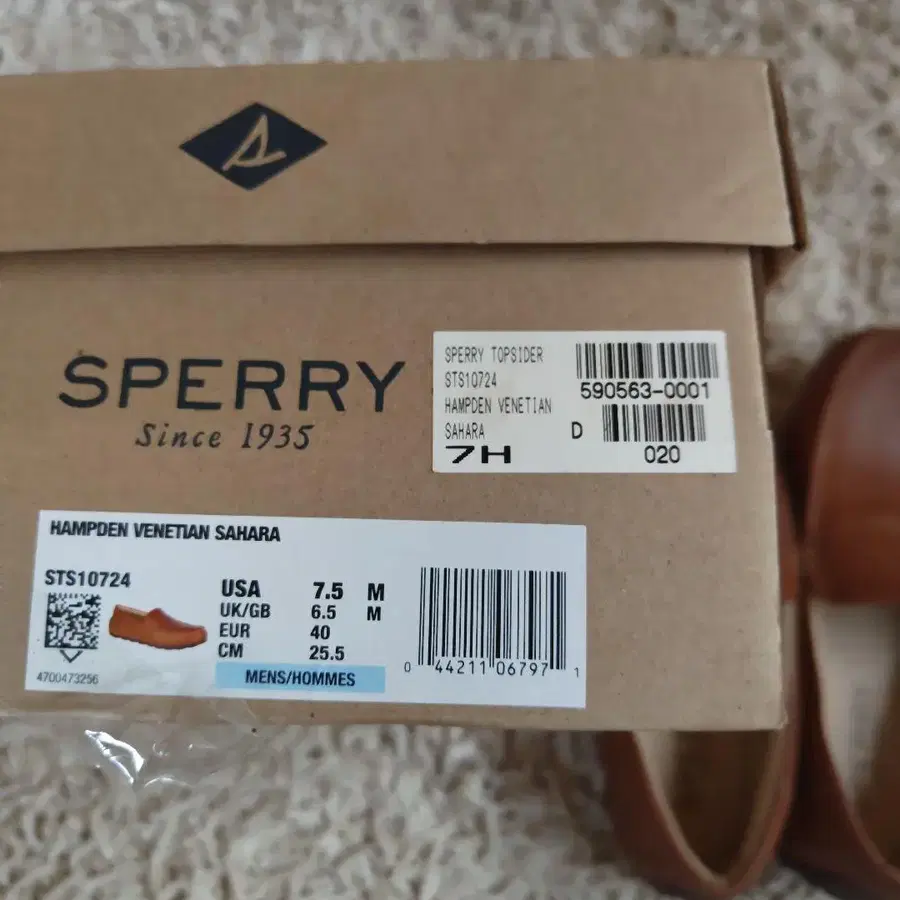 SPERRY
Since 1935
SPERRY TOPSIDER
STS10724
HAMPDEN VENETIAN
SAHARA
7H
590563-0001
D
020
HAMPDEN VENETIAN SAHARA
STS10724
4700473256
USA 7.5 M
UK/GB 6.5 M
EUR 40
CM 25.5
MENS/HOMMES
0 44211 06797 1